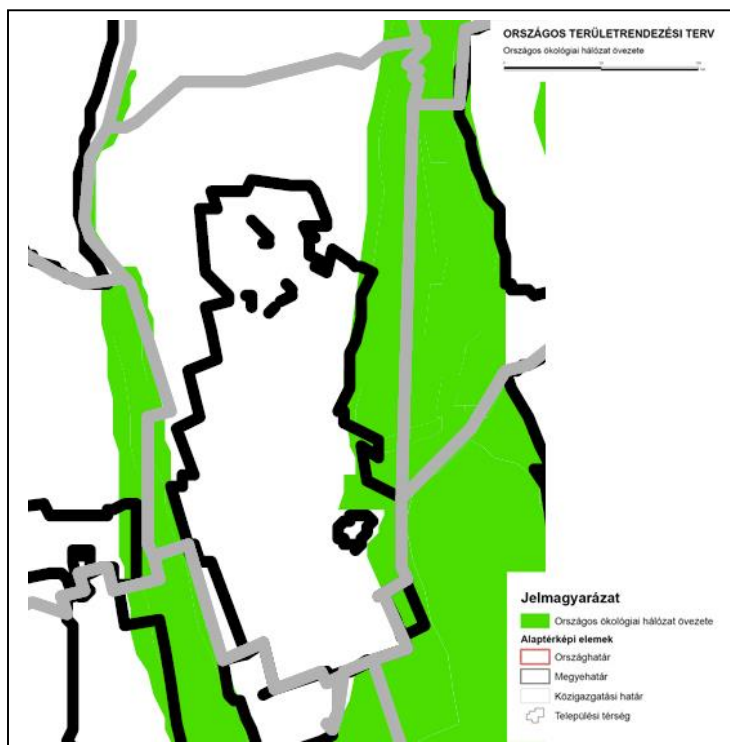 ORSZÁGOS TERÜLETRENDEZÉSI TERV
Országos ökológiai hálózat övezete
Jelmagyarázat
Országos ökológiai hálózat övezete
Alaptérképi elemek
Országhatár
Megyehatár
Közigazgatási határ
Települési térség